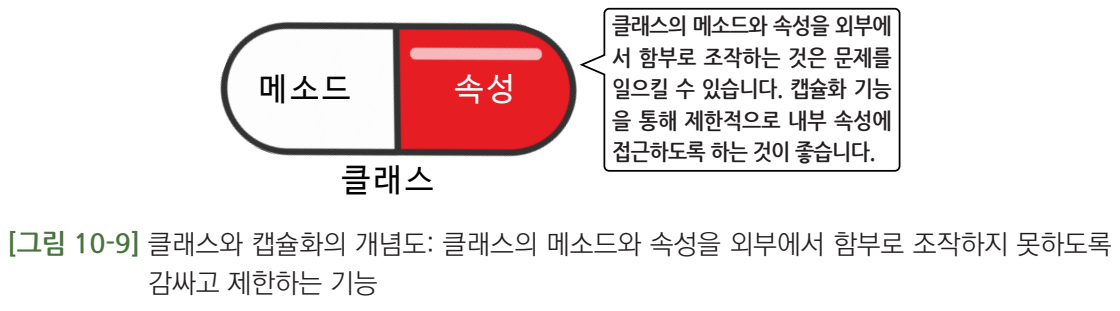 메소드
속성
클래스
클래스의 메소드와 속성을 외부에
서 함부로 조작하는 것은 문제를
일으킬 수 있습니다. 캡슐화 기능
을 통해 제한적으로 내부 속성에
접근하도록 하는 것이 좋습니다.
[그림 10-9] 클래스와 캡슐화의 개념도: 클래스의 메소드와 속성을 외부에서 함부로 조작하지 못하도록
감싸고 제한하는 기능